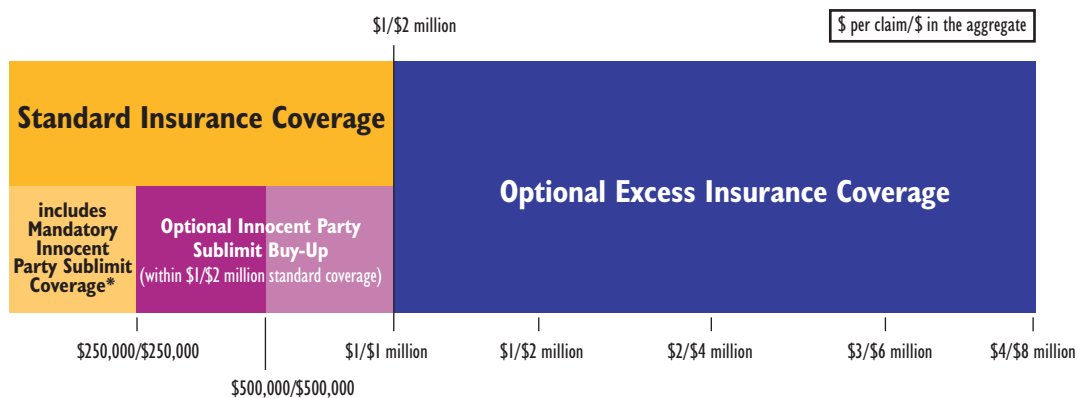 $1/$2 million
$ per claim/$ in the aggregate
Standard Insurance Coverage
includes
Mandatory
Innocent
Party Sublimit
Coverage*
Optional Innocent Party
Sublimit Buy-Up
(within $1/$2 million standard coverage)
Optional Excess Insurance Coverage
$250,000/$250,000
$500,000/$500,000
$1/$1 million
$1/$2 million
$2/$4 million
$3/$6 million
$4/$8 million